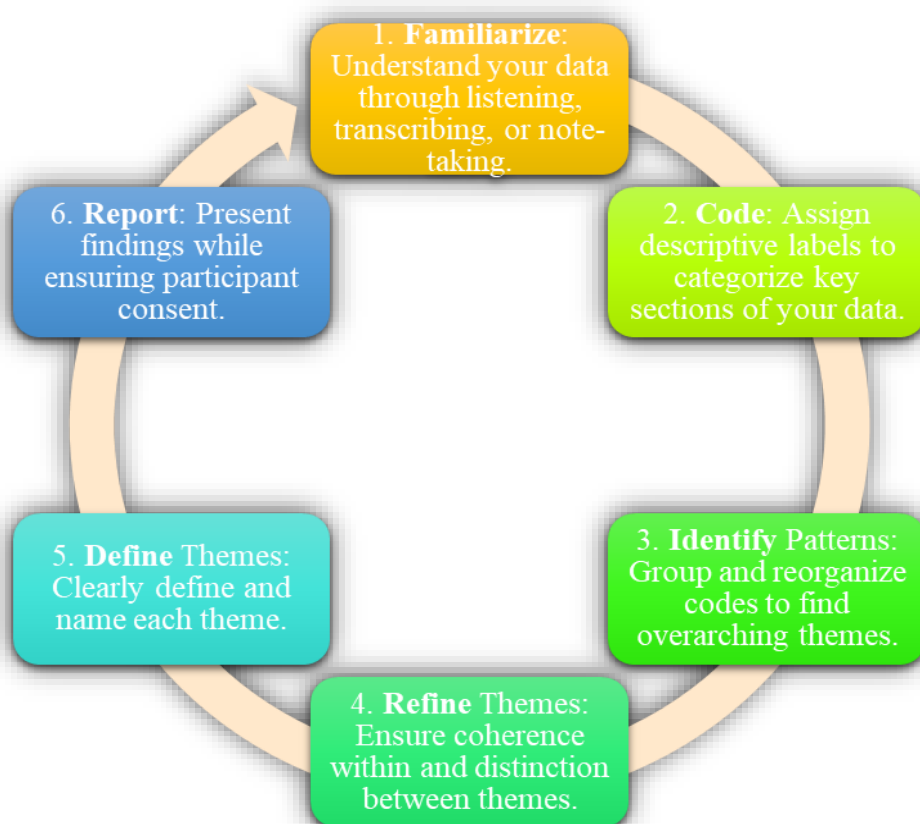 1. Familiarize:
Understand your data
through listening,
transcribing, or note-
taking.
2. Code: Assign
descriptive labels to
categorize key
sections of your data.
3. Identify Patterns:
Group and reorganize
codes to find
overarching themes.
4. Refine Themes:
Ensure coherence
within and distinction
between themes.
5. Define Themes:
Clearly define and
name each theme.
6. Report: Present
findings while
ensuring participant
consent.